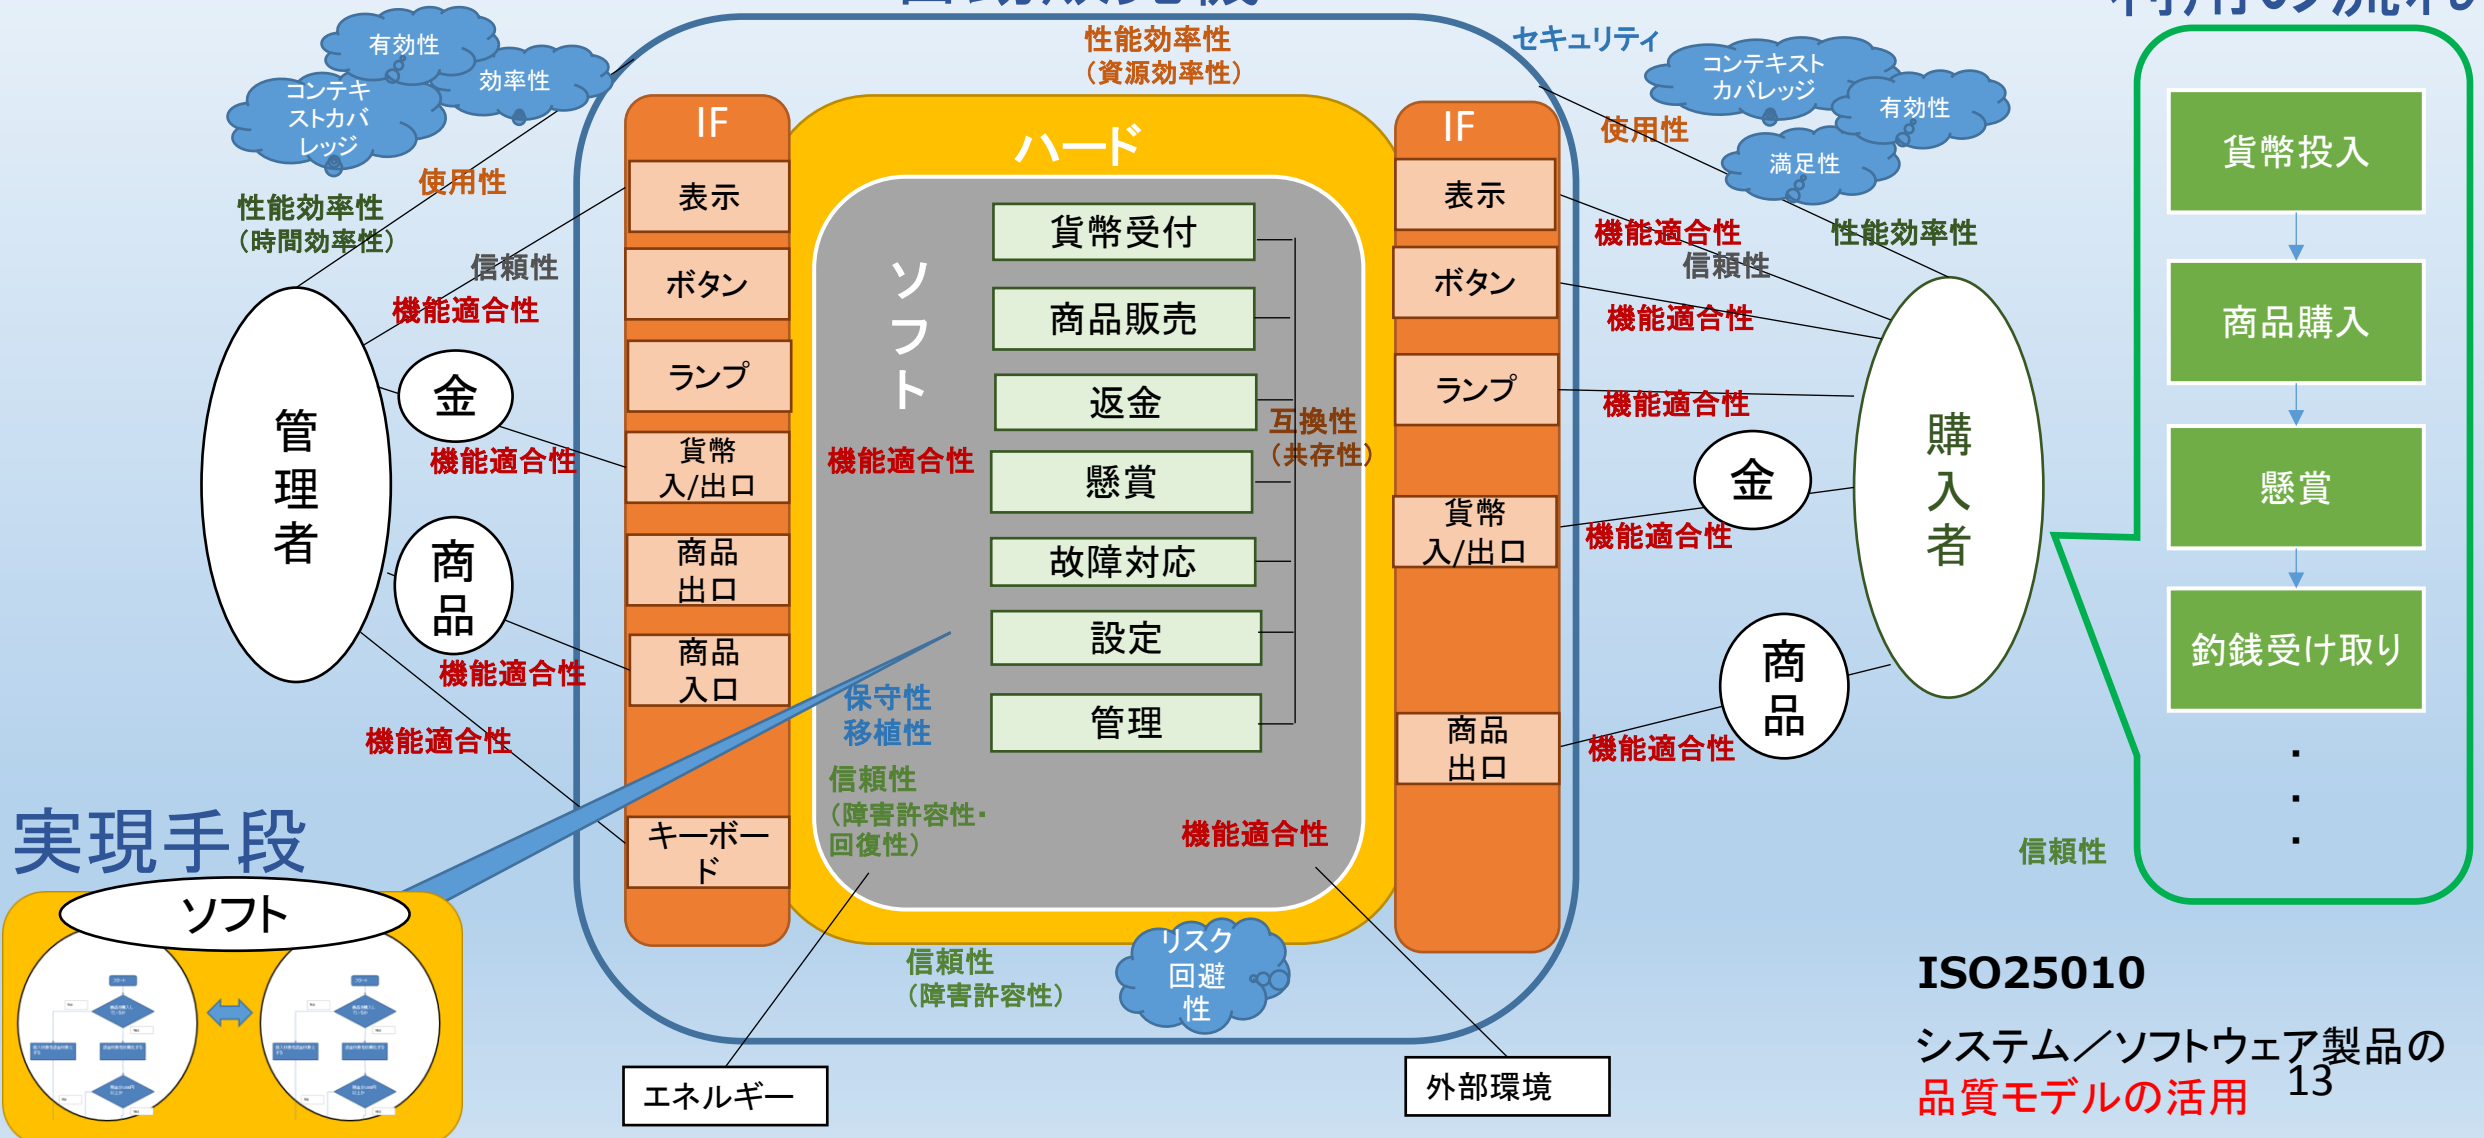 有効性
効率性
コンテキ
ストカバ
レッジ
使用性
性能効率性
（時間効率性）
信頼性
機能適合性
管
理
者
金
機能適合性
商
品
機能適合性
機能適合性
性能効率性
（資源効率性）
IF
表示
ボタン
ランプ
貨幣
入/出口
商品
出口
商品
入口
キーボー
ド
ハード
ソ
フ
ト
貨幣受付
商品販売
返金
懸賞
故障対応
設定
管理
機能適合性
互換性
（共存性）
保守性
移植性
信頼性
（障害許容性・
回復性）
機能適合性
信頼性
（障害許容性）
リスク
回避
性
IF
表示
ボタン
ランプ
貨幣
入/出口
商品
出口
セキュリティ
コンテキスト
カバレッジ
有効性
満足性
使用性
機能適合性
信頼性
性能効率性
機能適合性
機能適合性
金
機能適合性
商
品
機能適合性
購
入
者
貨幣投入
商品購入
懸賞
釣銭受け取り
・
・
・
信頼性
実現手段
ソフト
エネルギー
外部環境
ISO25010
システム／ソフトウェア製品の
品質モデルの活用
13